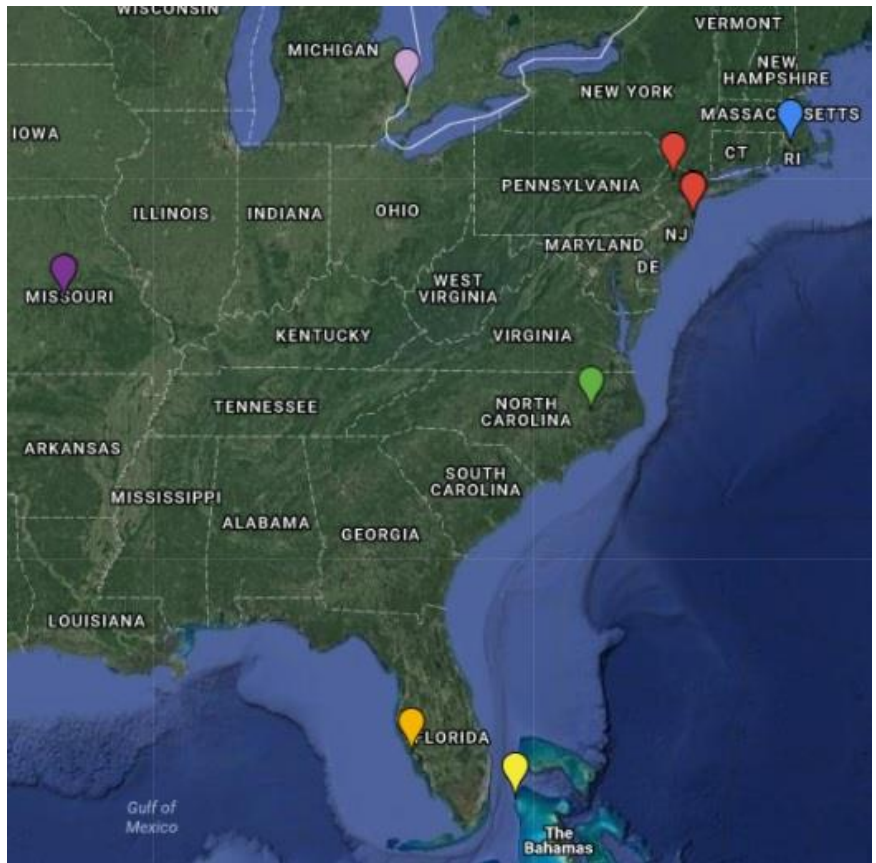 WISCONSIN
VERMONT
MICHIGAN
NEW
HAMPSHIRE
NEW YORK
MASSAC SETTS
IOWA
CT
RI
PENNSYLVANIA
ILLINOIS
INDIANA
OHIO
NJ
MARYLAND
DE
WEST
VIRGINIA
MISSOURI
KENTUCKY
VIRGINIA
NORTH
CAROLINA
TENNESSEE
ARKANSAS
SOUTH
CAROLINA
MISSISSIPPI
ALABAMA
GEORGIA
LOUISIANA
FLORIDA
Gulf of
Mexico
The
Bahamas